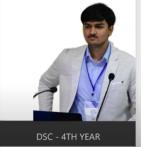 DSC - 4TH YEAR